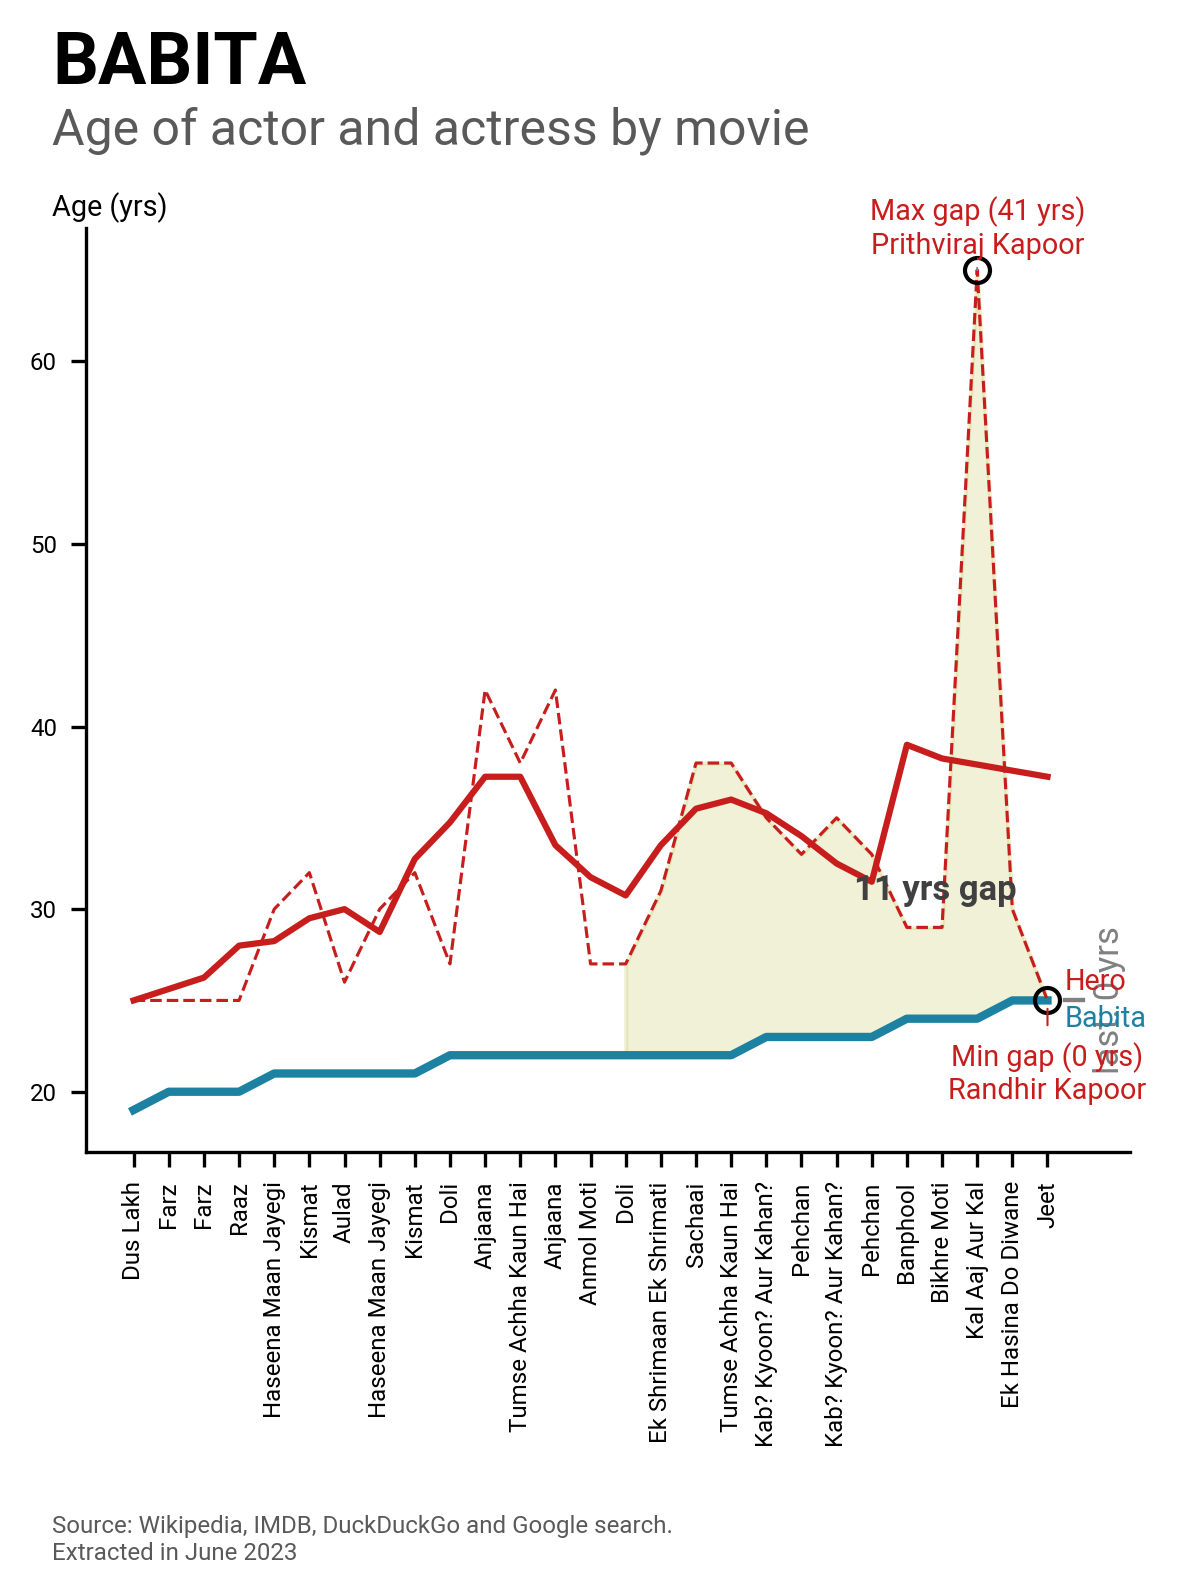 BABITA
Age of actor and actress by movie
Age (yrs)
Max gap (41 yrs)
Prithviraj Kapoor
60
50
40
30
20
11 yrs gap
last 0 yrs
Hero
Babita
Min gap (0 yrs)
Randhir Kapoor
Dus Lakh
Farz
Farz
Raaz
Haseena Maan Jayegi
Kismat
Aulad
Haseena Maan Jayegi
Kismat
Doli
Anjaana
Tumse Achha Kaun Hai
Anjaana
Anmol Moti
Doli
Ek Shrimaan Ek Shrimati
Sachaai
Tumse Achha Kaun Hai
Kab? Kyoon? Aur Kahan?
Pehchan
Kab? Kyoon? Aur Kahan?
Pehchan
Banphool
Bikhre Moti
Kal Aaj Aur Kal
Ek Hasina Do Diwane
Jeet
Source: Wikipedia, IMDB, DuckDuckGo and Google search.
Extracted in June 2023